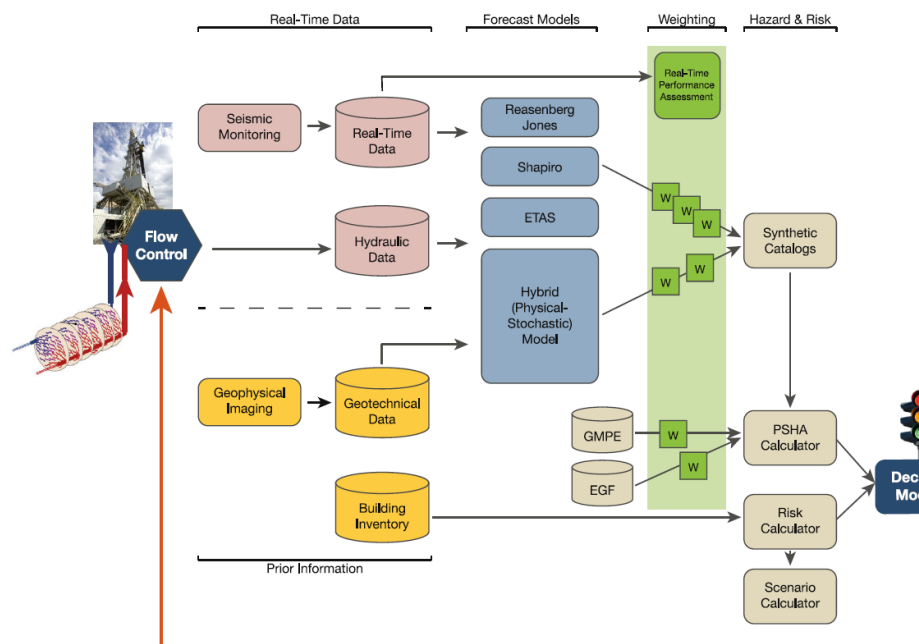 Real-Time Data
Forecast Models
Weighting
Hazard & Risk
Real-Time
Performance
Assessment
Seismic
Monitoring
Real-Time
Data
Reasenberg
Jones
Shapiro
W
W
W
ETAS
Synthetic
Catalogs
Flow
Control
Hydraulic
Data
W
W
Hybrid
(Physical-
Stochastic)
Model
Geophysical
Imaging
Geotechnical
Data
GMPE
W
PSHA
Calculator
EGF
W
Building
Inventory
Risk
Calculator
Prior Information
Scenario
Calculator